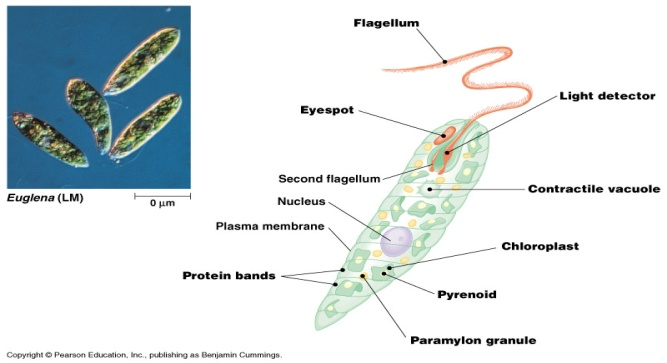 Flagellum
Light detector
Eyespot
Second flagellum
Contractile vacuole
Nucleus
Plasma membrane
Chloroplast
Protein bands
Pyrenoid
Paramylon granule
Euglena (LM)
0 µm
Copyright © Pearson Education, Inc., publishing as Benjamin Cummings.